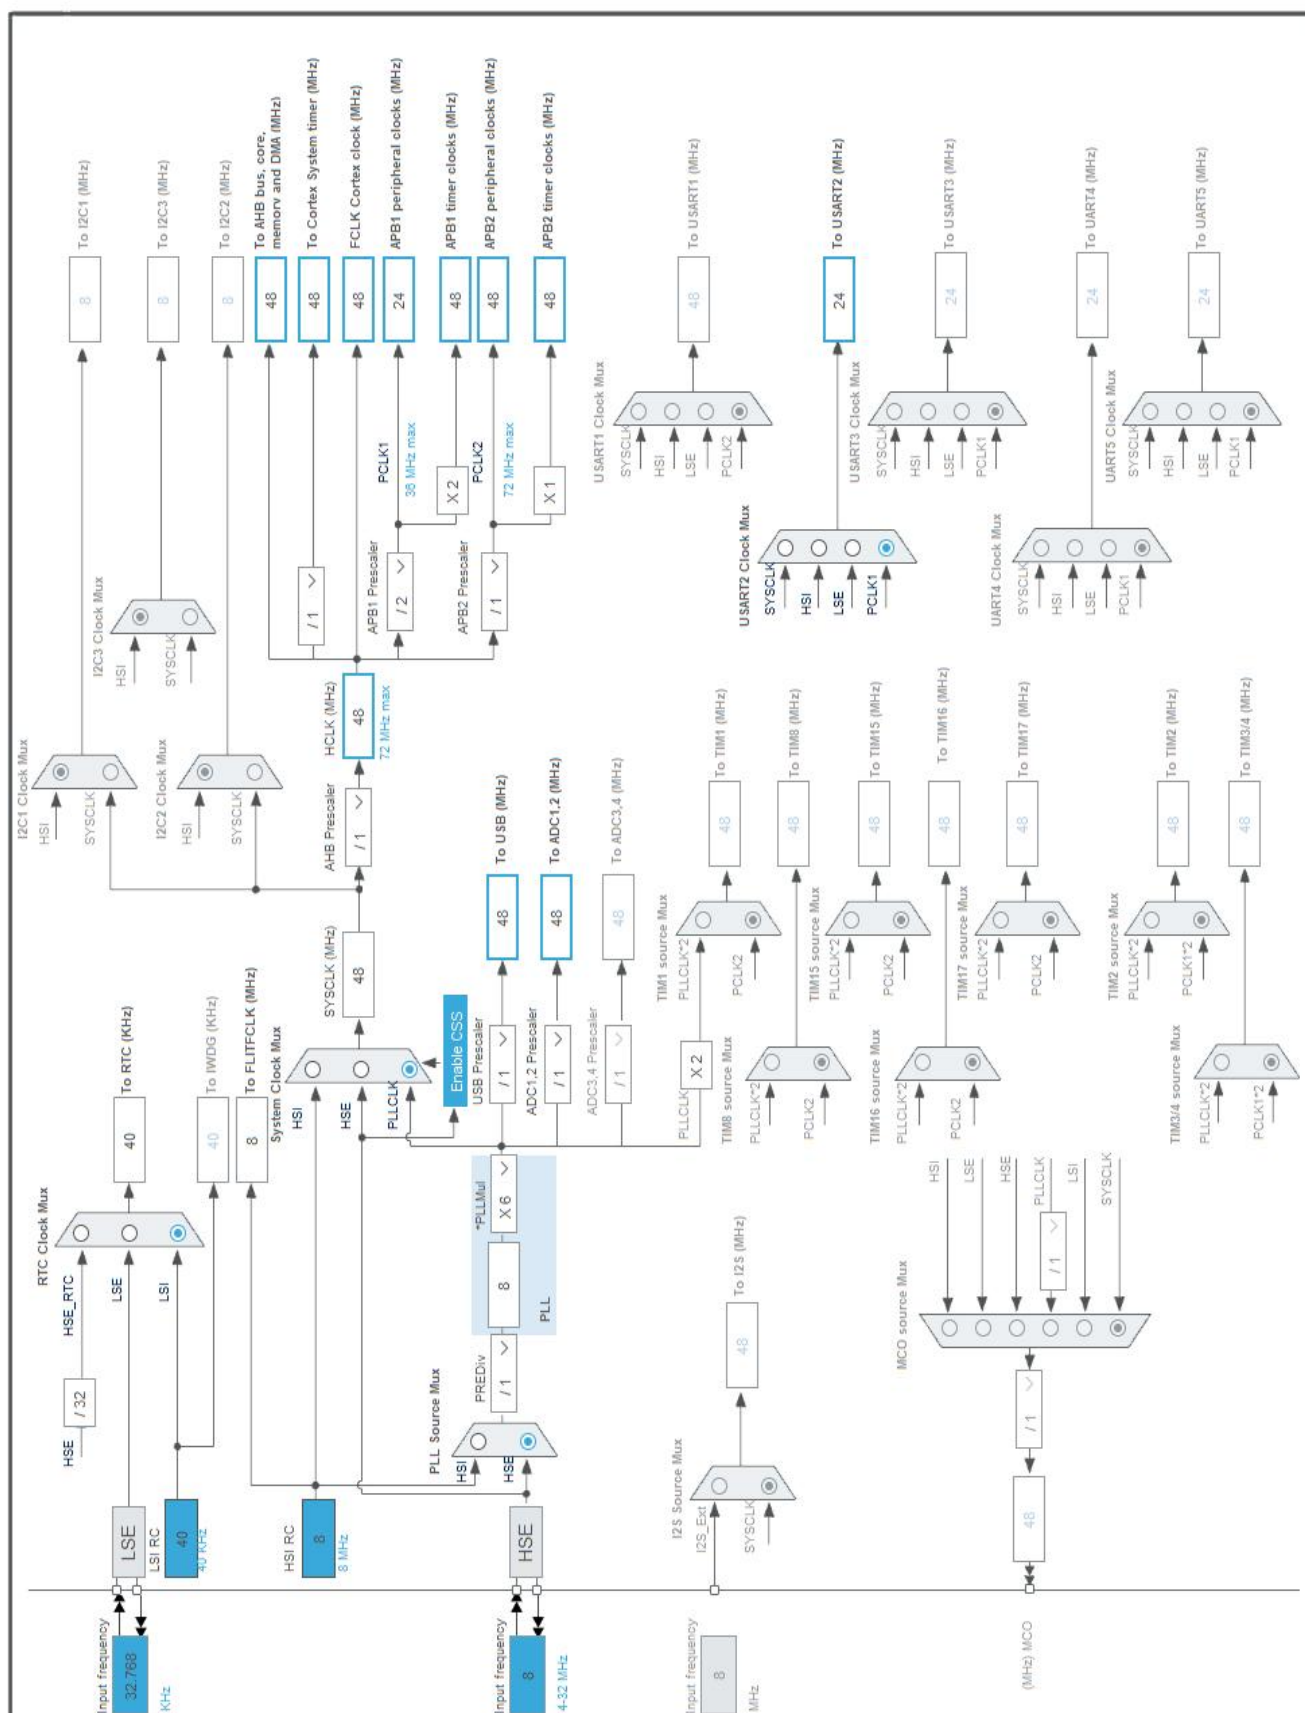 Input frequency
32.768
KHz
LSE
LSI RC
40
40 KHz
HSE
/ 32
HSE_RTC
LSE
LSI
RTC Clock Mux
40
To RTC (KHz)
40
To IWDG (KHz)
8
To FLITFCLK (MHz)
HSI RC
8
8 MHz
Input frequency
8
4-32 MHz
HSE
PLL Source Mux
HSI
HSE
PREDiv
/ 1
8
*PLLMul
X 6
PLL
System Clock Mux
HSI
HSE
PLLCLK
Enable CSS
SYSCLK (MHz)
48
AHB Prescaler
/ 1
HCLK (MHz)
48
72 MHz max
I2C1 Clock Mux
HSI
SYSCLK
8
To I2C1 (MHz)
I2C3 Clock Mux
HSI
SYSCLK
8
To I2C3 (MHz)
I2C2 Clock Mux
HSI
SYSCLK
8
To I2C2 (MHz)
48
To AHB bus, core,
memory and DMA (MHz)
/ 1
48
To Cortex System timer (MHz)
48
FCLK Cortex clock (MHz)
APB1 Prescaler
/ 2
PCLK1
36 MHz max
24
APB1 peripheral clocks (MHz)
X 2
48
APB1 timer clocks (MHz)
APB2 Prescaler
/ 1
PCLK2
72 MHz max
48
APB2 peripheral clocks (MHz)
X 1
48
APB2 timer clocks (MHz)
USB Prescaler
/ 1
48
To USB (MHz)
ADC1,2 Prescaler
/ 1
48
To ADC1,2 (MHz)
ADC3,4 Prescaler
/ 1
48
To ADC3,4 (MHz)
PLLCLK
X 2
TIM1 source Mux
PLLCLK*2
PCLK2
48
To TIM1 (MHz)
TIM8 source Mux
PLLCLK*2
PCLK2
48
To TIM8 (MHz)
TIM15 source Mux
PLLCLK*2
PCLK2
48
To TIM15 (MHz)
TIM16 source Mux
PLLCLK*2
PCLK2
48
To TIM16 (MHz)
TIM17 source Mux
PLLCLK*2
PCLK2
48
To TIM17 (MHz)
TIM2 source Mux
PLLCLK*2
PCLK1*2
48
To TIM2 (MHz)
TIM3/4 source Mux
PLLCLK*2
PCLK1*2
48
To TIM3/4 (MHz)
USART1 Clock Mux
SYSCLK
HSI
LSE
PCLK2
48
To USART1 (MHz)
USART2 Clock Mux
SYSCLK
HSI
LSE
PCLK1
24
To USART2 (MHz)
USART3 Clock Mux
SYSCLK
HSI
LSE
PCLK1
24
To USART3 (MHz)
UART4 Clock Mux
SYSCLK
HSI
LSE
PCLK1
24
To UART4 (MHz)
UART5 Clock Mux
SYSCLK
HSI
LSE
PCLK1
24
To UART5 (MHz)
Input frequency
8
MHz
I2S Source Mux
I2S_Ext
SYSCLK
48
To I2S (MHz)
(MHz) MCO
48
/ 1
MCO source Mux
HSI
LSE
HSE
/ 1
PLLCLK
LSI
SYSCLK